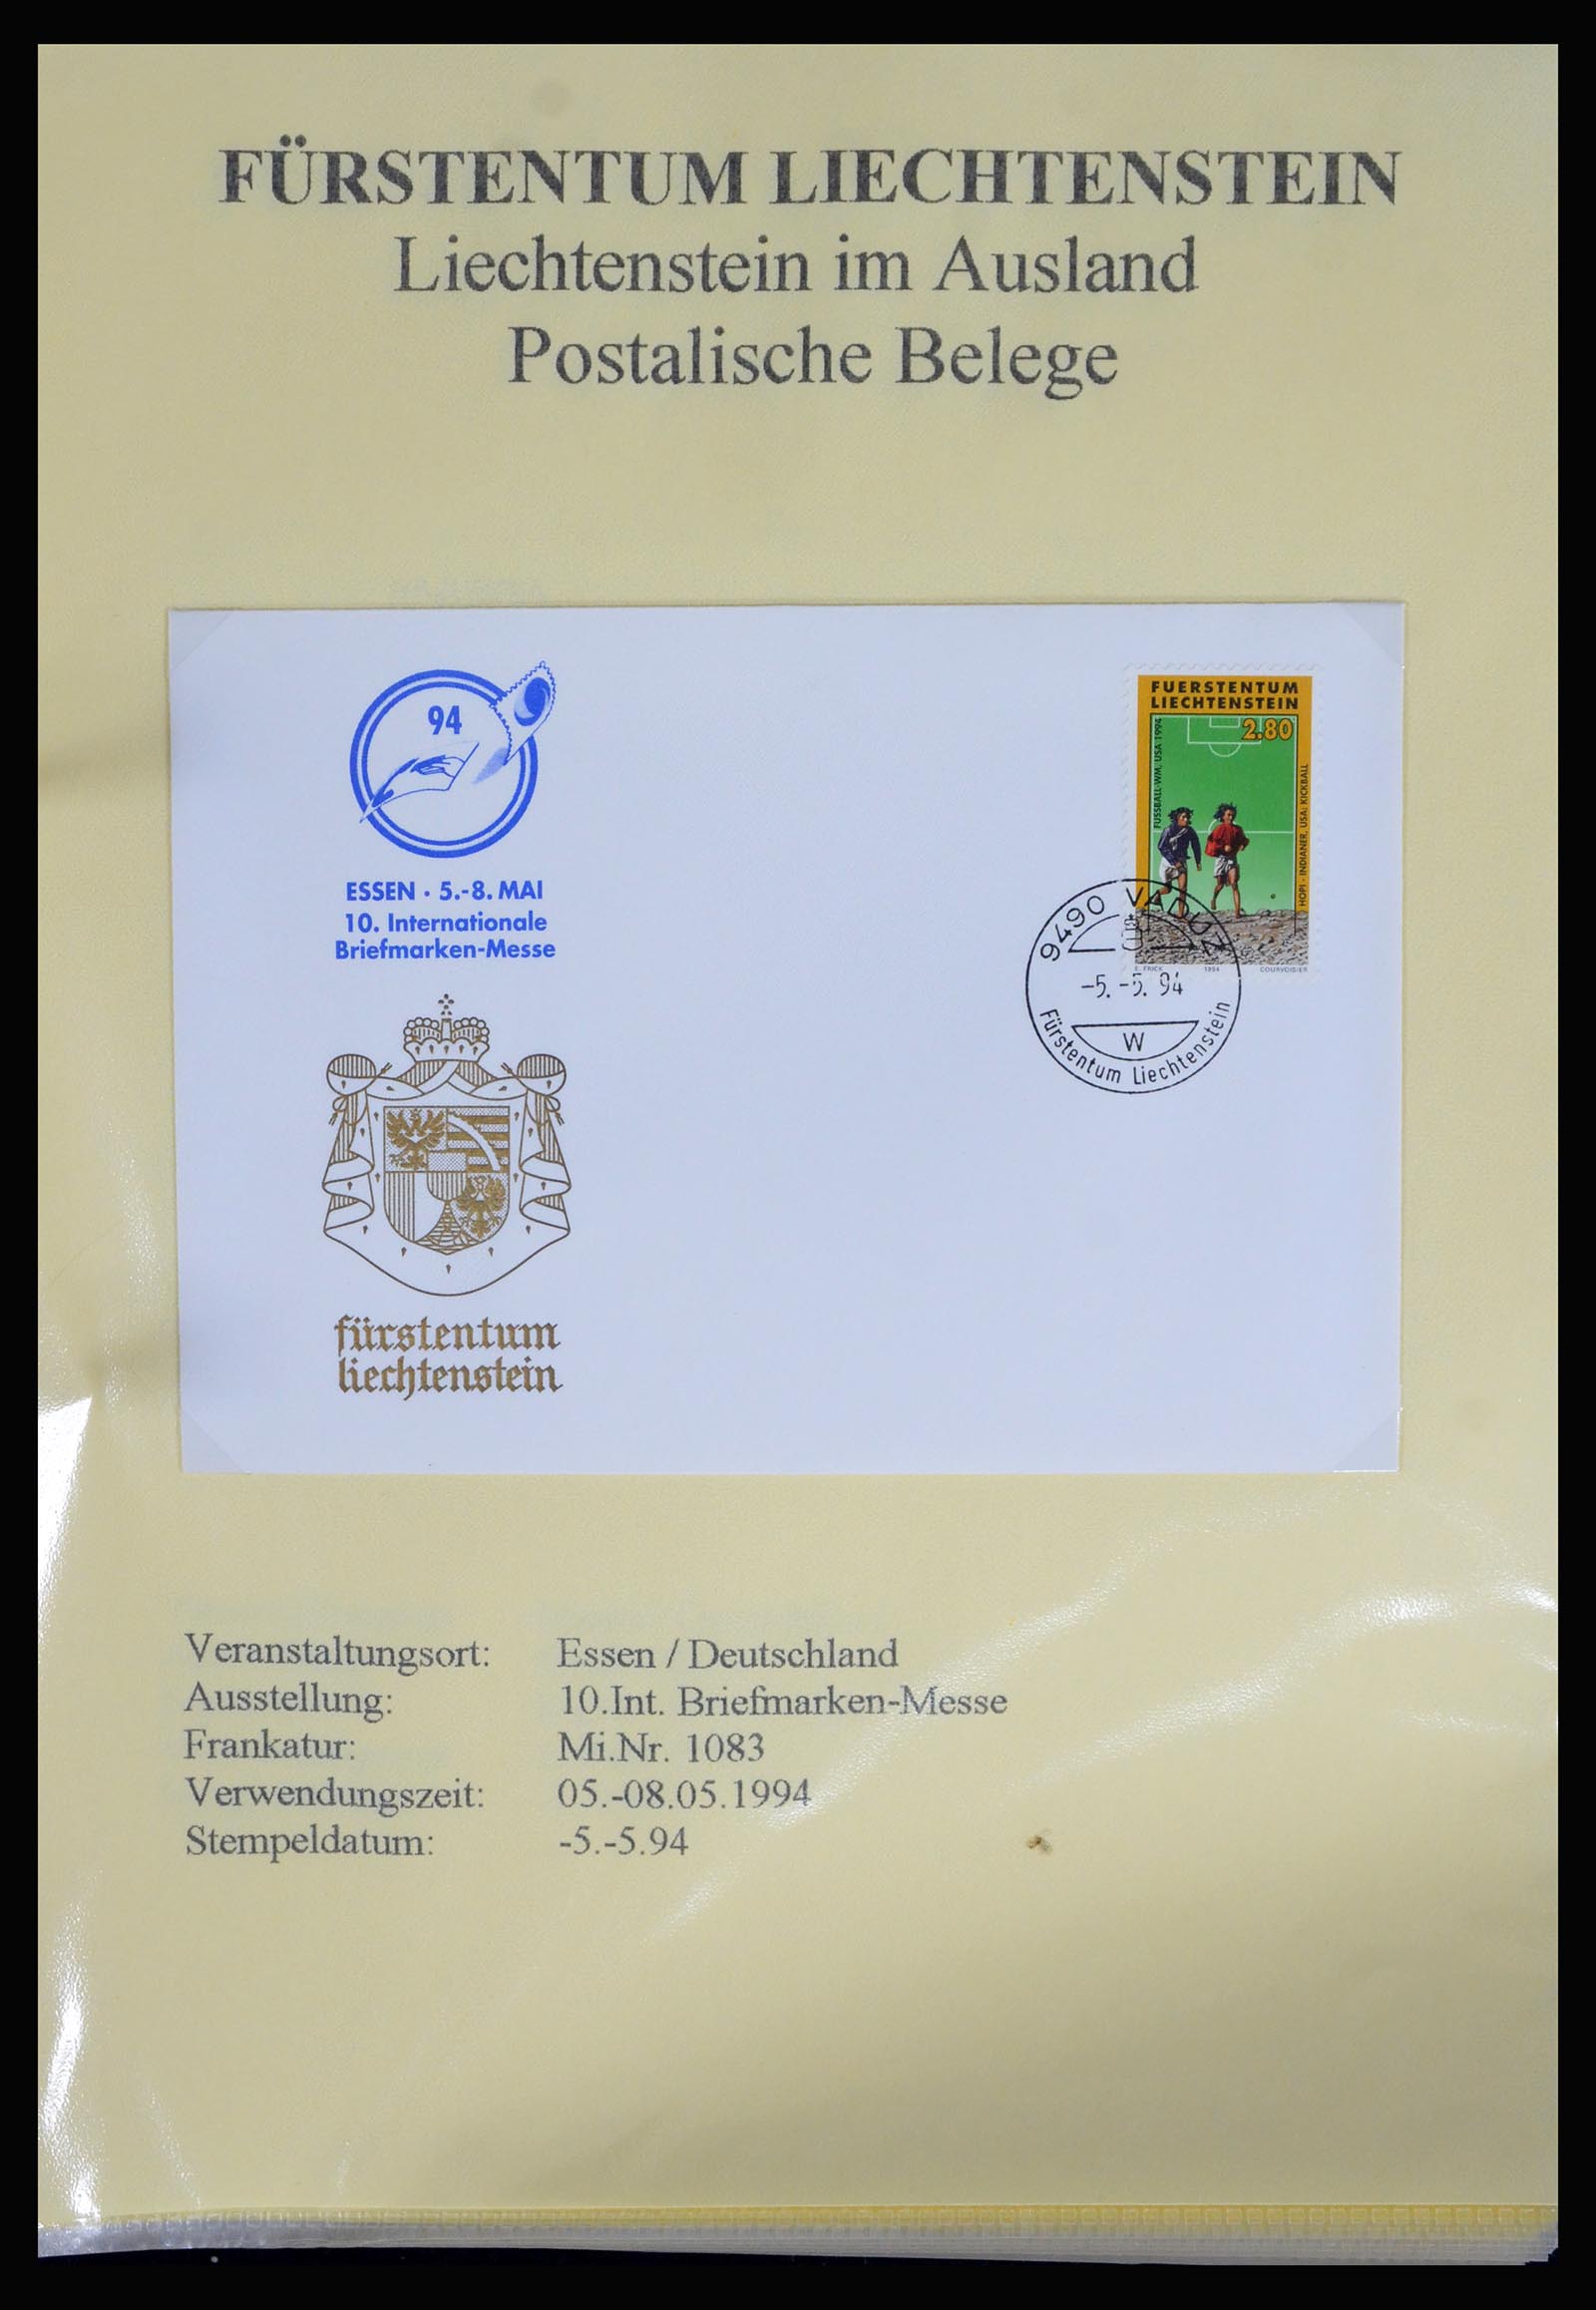 FÜRSTENTUM LIECHTENSTEIN
Liechtenstein im Ausland
Postalische Belege
94
ESSEN · 5.-8. MAI
10. Internationale
Briefmarken-Messe
fürstentum
liechtenstein
FUERSTENTUM
LIECHTENSTEIN
2.80
FUSSBALL-WM, USA 1994
HOPI - INDIANER, USA: KICKBALL
E. FRICK 1994 COURVOISIER
9490 VADUZ
-5. -5. 94
W
Fürstentum Liechtenstein
Veranstaltungsort: Essen / Deutschland
Ausstellung: 10.Int. Briefmarken-Messe
Frankatur: Mi.Nr. 1083
Verwendungszeit: 05.-08.05.1994
Stempeldatum: -5.-5.94